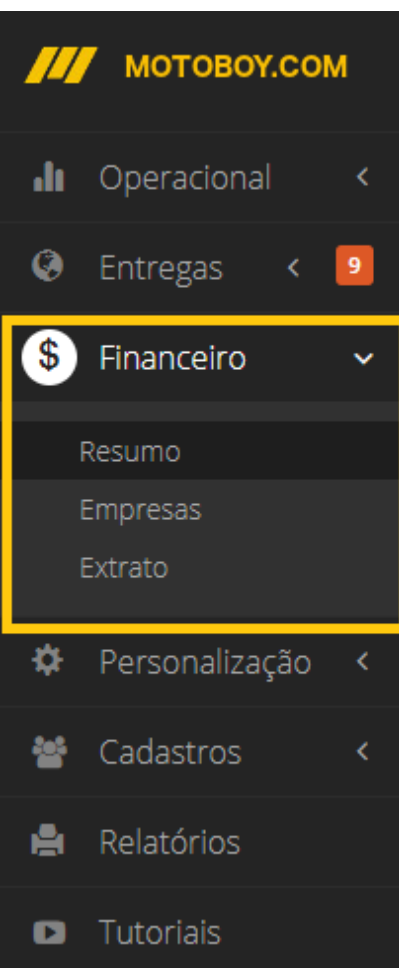 MOTOBOY.COM
Operacional
Entregas 9
$ Financeiro
Resumo
Empresas
Extrato
Personalização
Cadastros
Relatórios
Tutoriais